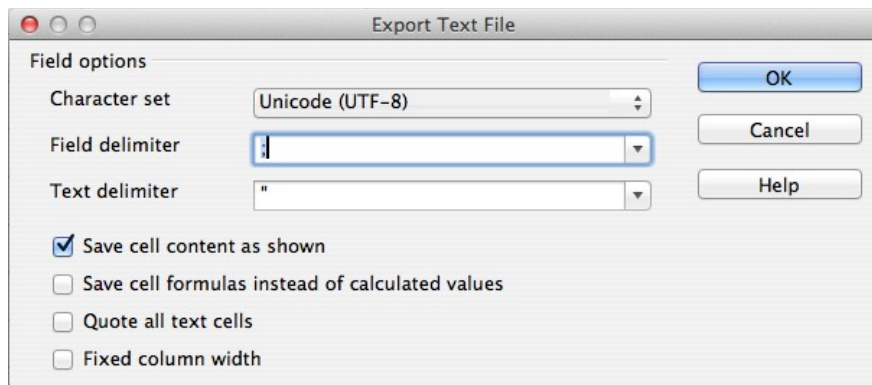 Export Text File
Field options
OK
Character set
Unicode (UTF-8)
Field delimiter
;
Cancel
Text delimiter
"
Help
Save cell content as shown
Save cell formulas instead of calculated values
Quote all text cells
Fixed column width